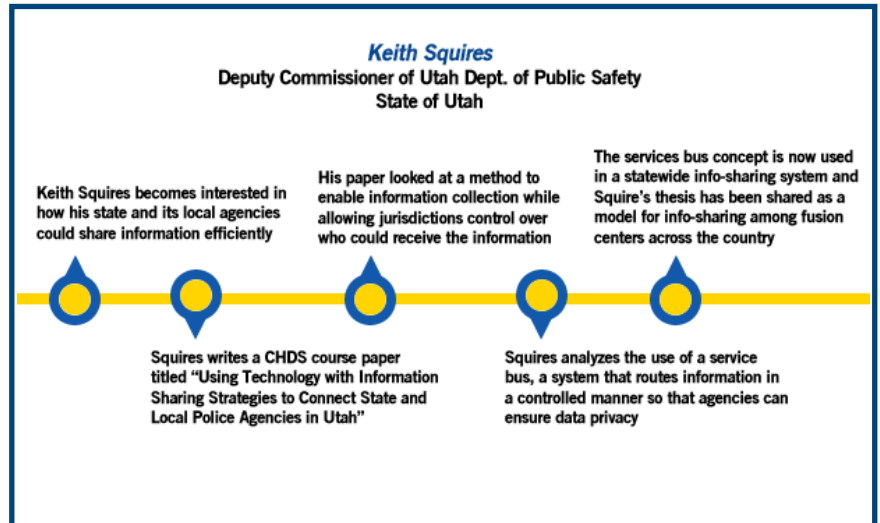 Keith Squires
Deputy Commissioner of Utah Dept. of Public Safety
State of Utah
Keith Squires becomes interested in
how his state and its local agencies
could share information efficiently
Squires writes a CHDS course paper
titled “Using Technology with Information
Sharing Strategies to Connect State and
Local Police Agencies in Utah”
His paper looked at a method to
enable information collection while
allowing jurisdictions control over
who could receive the information
Squires analyzes the use of a service
bus, a system that routes information in
a controlled manner so that agencies can
ensure data privacy
The services bus concept is now used
in a statewide info-sharing system and
Squire’s thesis has been shared as a
model for info-sharing among fusion
centers across the country